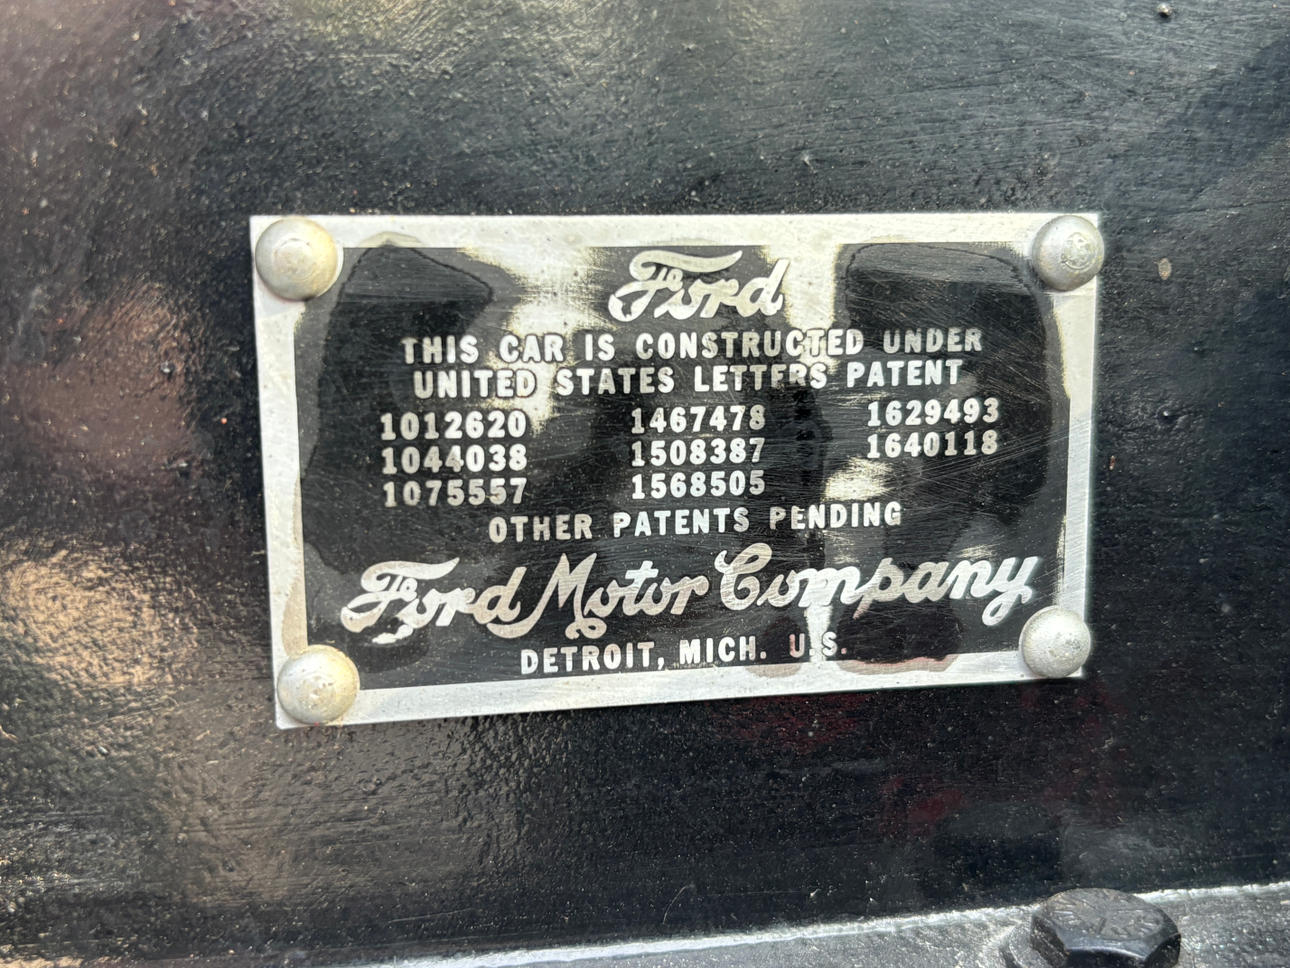 Ford
THIS CAR IS CONSTRUCTED UNDER
UNITED STATES LETTERS PATENT
1012620 1467478 1629493
1044038 1508387 1640118
1075557 1568505
OTHER PATENTS PENDING
Ford Motor Company
DETROIT, MICH. U.S.